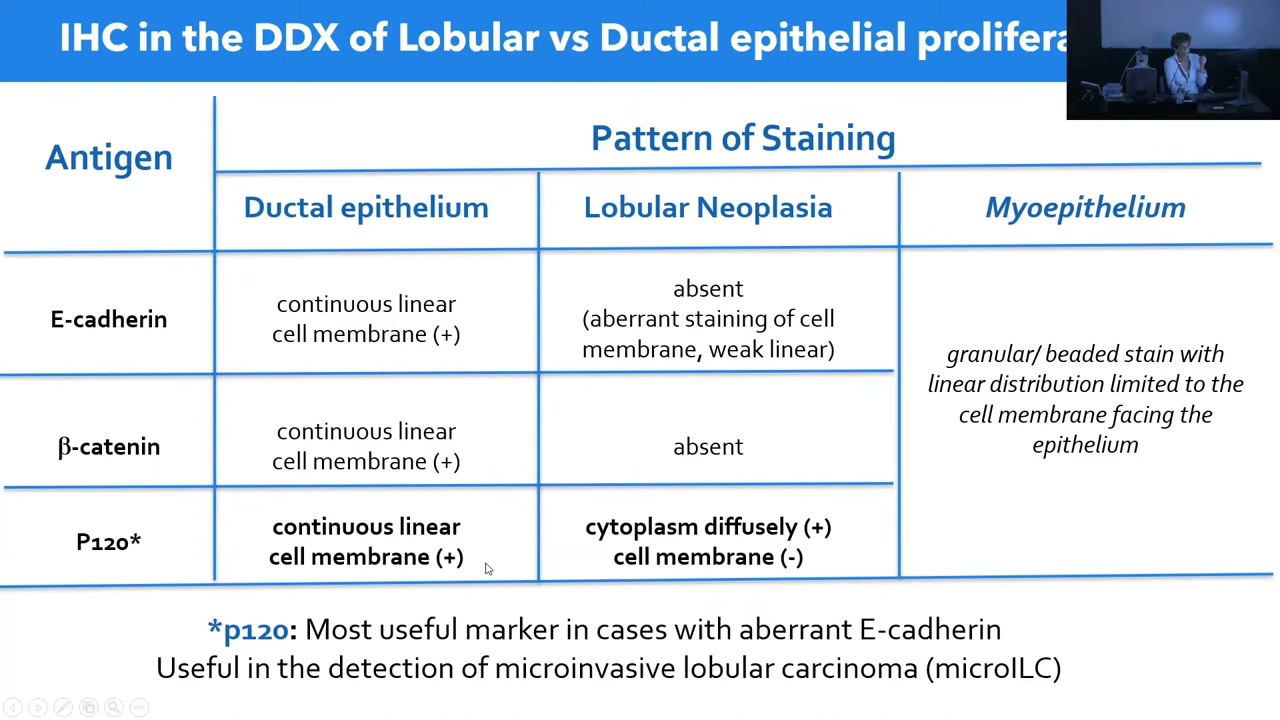 IHC in the DDX of Lobular vs Ductal epithelial prolifera
Antigen
Pattern of Staining
Ductal epithelium
Lobular Neoplasia
Myoepithelium
E-cadherin
continuous linear
cell membrane (+)
absent
(aberrant staining of cell
membrane, weak linear)
granular/ beaded stain with
linear distribution limited to the
cell membrane facing the
epithelium
β-catenin
continuous linear
cell membrane (+)
absent
P120*
continuous linear
cell membrane (+)
cytoplasm diffusely (+)
cell membrane (-)
*p120: Most useful marker in cases with aberrant E-cadherin
Useful in the detection of microinvasive lobular carcinoma (microILC)